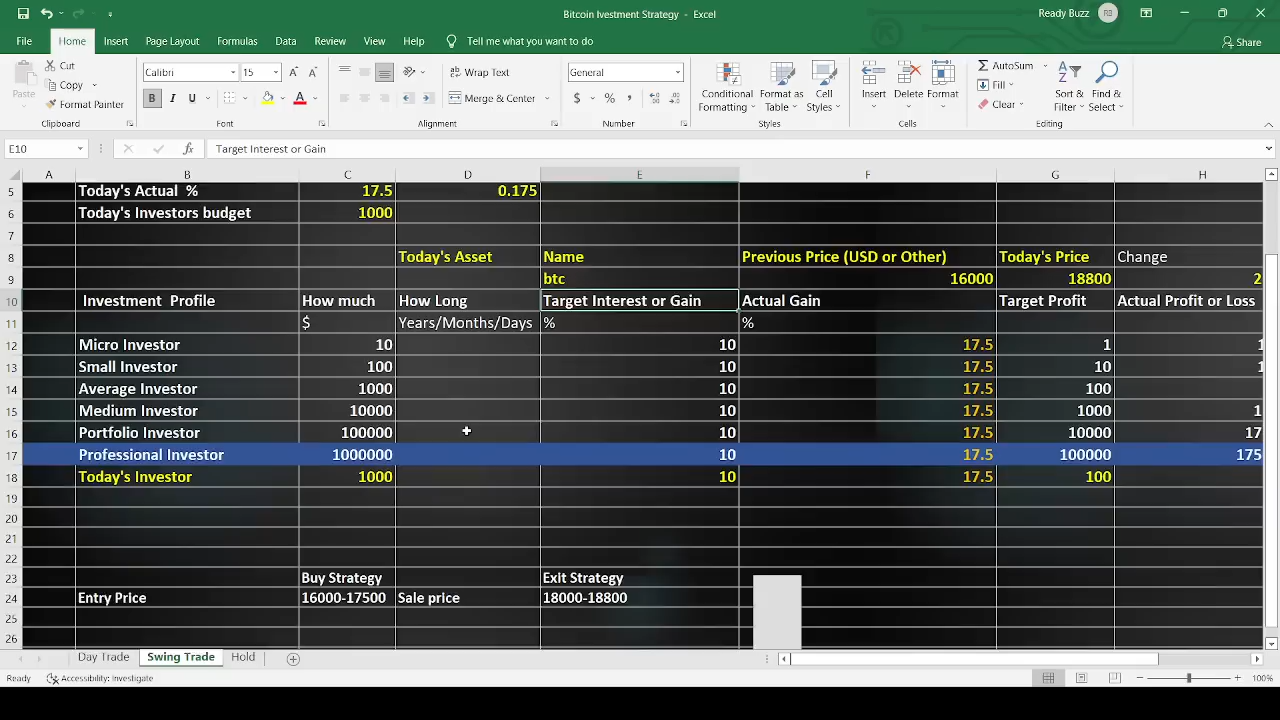 Bitcoin Ivestment Strategy - Excel
Ready Buzz RB
File Home Insert Page Layout Formulas Data Review View Help Tell me what you want to do Share
Paste Cut Copy Format Painter Clipboard
Calibri 15 B I U A Font
Wrap Text Merge & Center Alignment
General $ % , Number
Conditional Formatting Format as Table Cell Styles Styles
Insert Delete Format Cells
AutoSum Fill Clear Sort & Filter Find & Select Editing
E10 fx Target Interest or Gain
A B C D E F G H
5 Today's Actual % 17.5 0.175
6 Today's Investors budget 1000
7
8 Today's Asset Name Previous Price (USD or Other) Today's Price Change
9 btc 16000 18800 2
10 Investment Profile How much How Long Target Interest or Gain Actual Gain Target Profit Actual Profit or Loss
11 $ Years/Months/Days % %
12 Micro Investor 10 10 17.5 1 1
13 Small Investor 100 10 17.5 10 1
14 Average Investor 1000 10 17.5 100
15 Medium Investor 10000 10 17.5 1000 1
16 Portfolio Investor 100000 10 17.5 10000 17
17 Professional Investor 1000000 10 17.5 100000 175
18 Today's Investor 1000 10 17.5 100
19
20
21
22
23 Buy Strategy Exit Strategy
24 Entry Price 16000-17500 Sale price 18000-18800
25
26
Day Trade Swing Trade Hold
Ready Accessibility: Investigate 100%